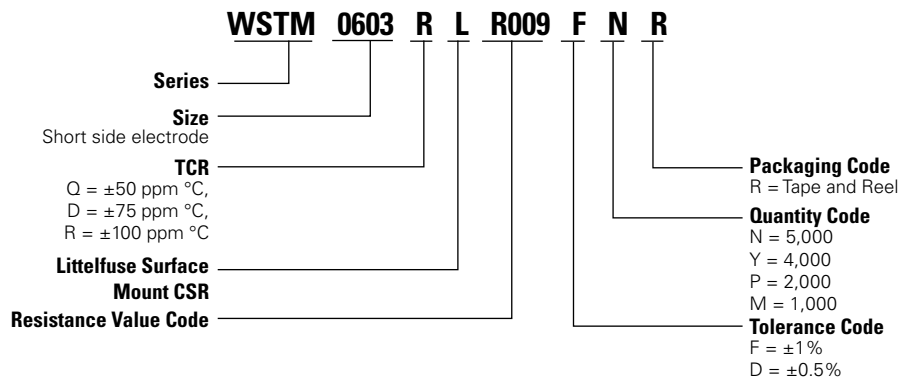 WSTM 0603 R L R009 F N R
Series
Size
Short side electrode
TCR
Q = ±50 ppm °C,
D = ±75 ppm °C,
R = ±100 ppm °C
Littelfuse Surface
Mount CSR
Resistance Value Code
Packaging Code
R = Tape and Reel
Quantity Code
N = 5,000
Y = 4,000
P = 2,000
M = 1,000
Tolerance Code
F = ±1%
D = ±0.5%